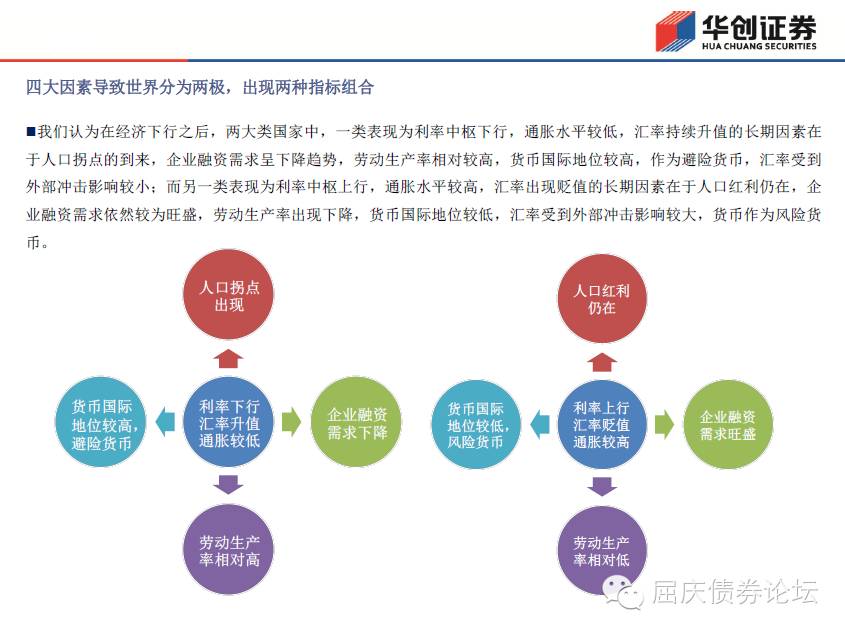 华创证券
HUA CHUANG SECURITIES
四大因素导致世界分为两极，出现两种指标组合
■我们认为在经济下行之后，两大类国家中，一类表现为利率中枢下行，通胀水平较低，汇率持续升值的长期因素在
于人口拐点的到来，企业融资需求呈下降趋势，劳动生产率相对较高，货币国际地位较高，作为避险货币，汇率受到
外部冲击影响较小；而另一类表现为利率中枢上行，通胀水平较高，汇率出现贬值的长期因素在于人口红利仍在，企
业融资需求依然较为旺盛，劳动生产率出现下降，货币国际地位较低，汇率受到外部冲击影响较大，货币作为风险货
币。
人口拐点
出现
货币国际
地位较高，
避险货币
利率下行
汇率升值
通胀较低
企业融资
需求下降
劳动生产
率相对高
人口红利
仍在
货币国际
地位较低，
风险货币
利率上行
汇率贬值
通胀较高
企业融资
需求旺盛
劳动生产
率相对低
屈庆债券论坛